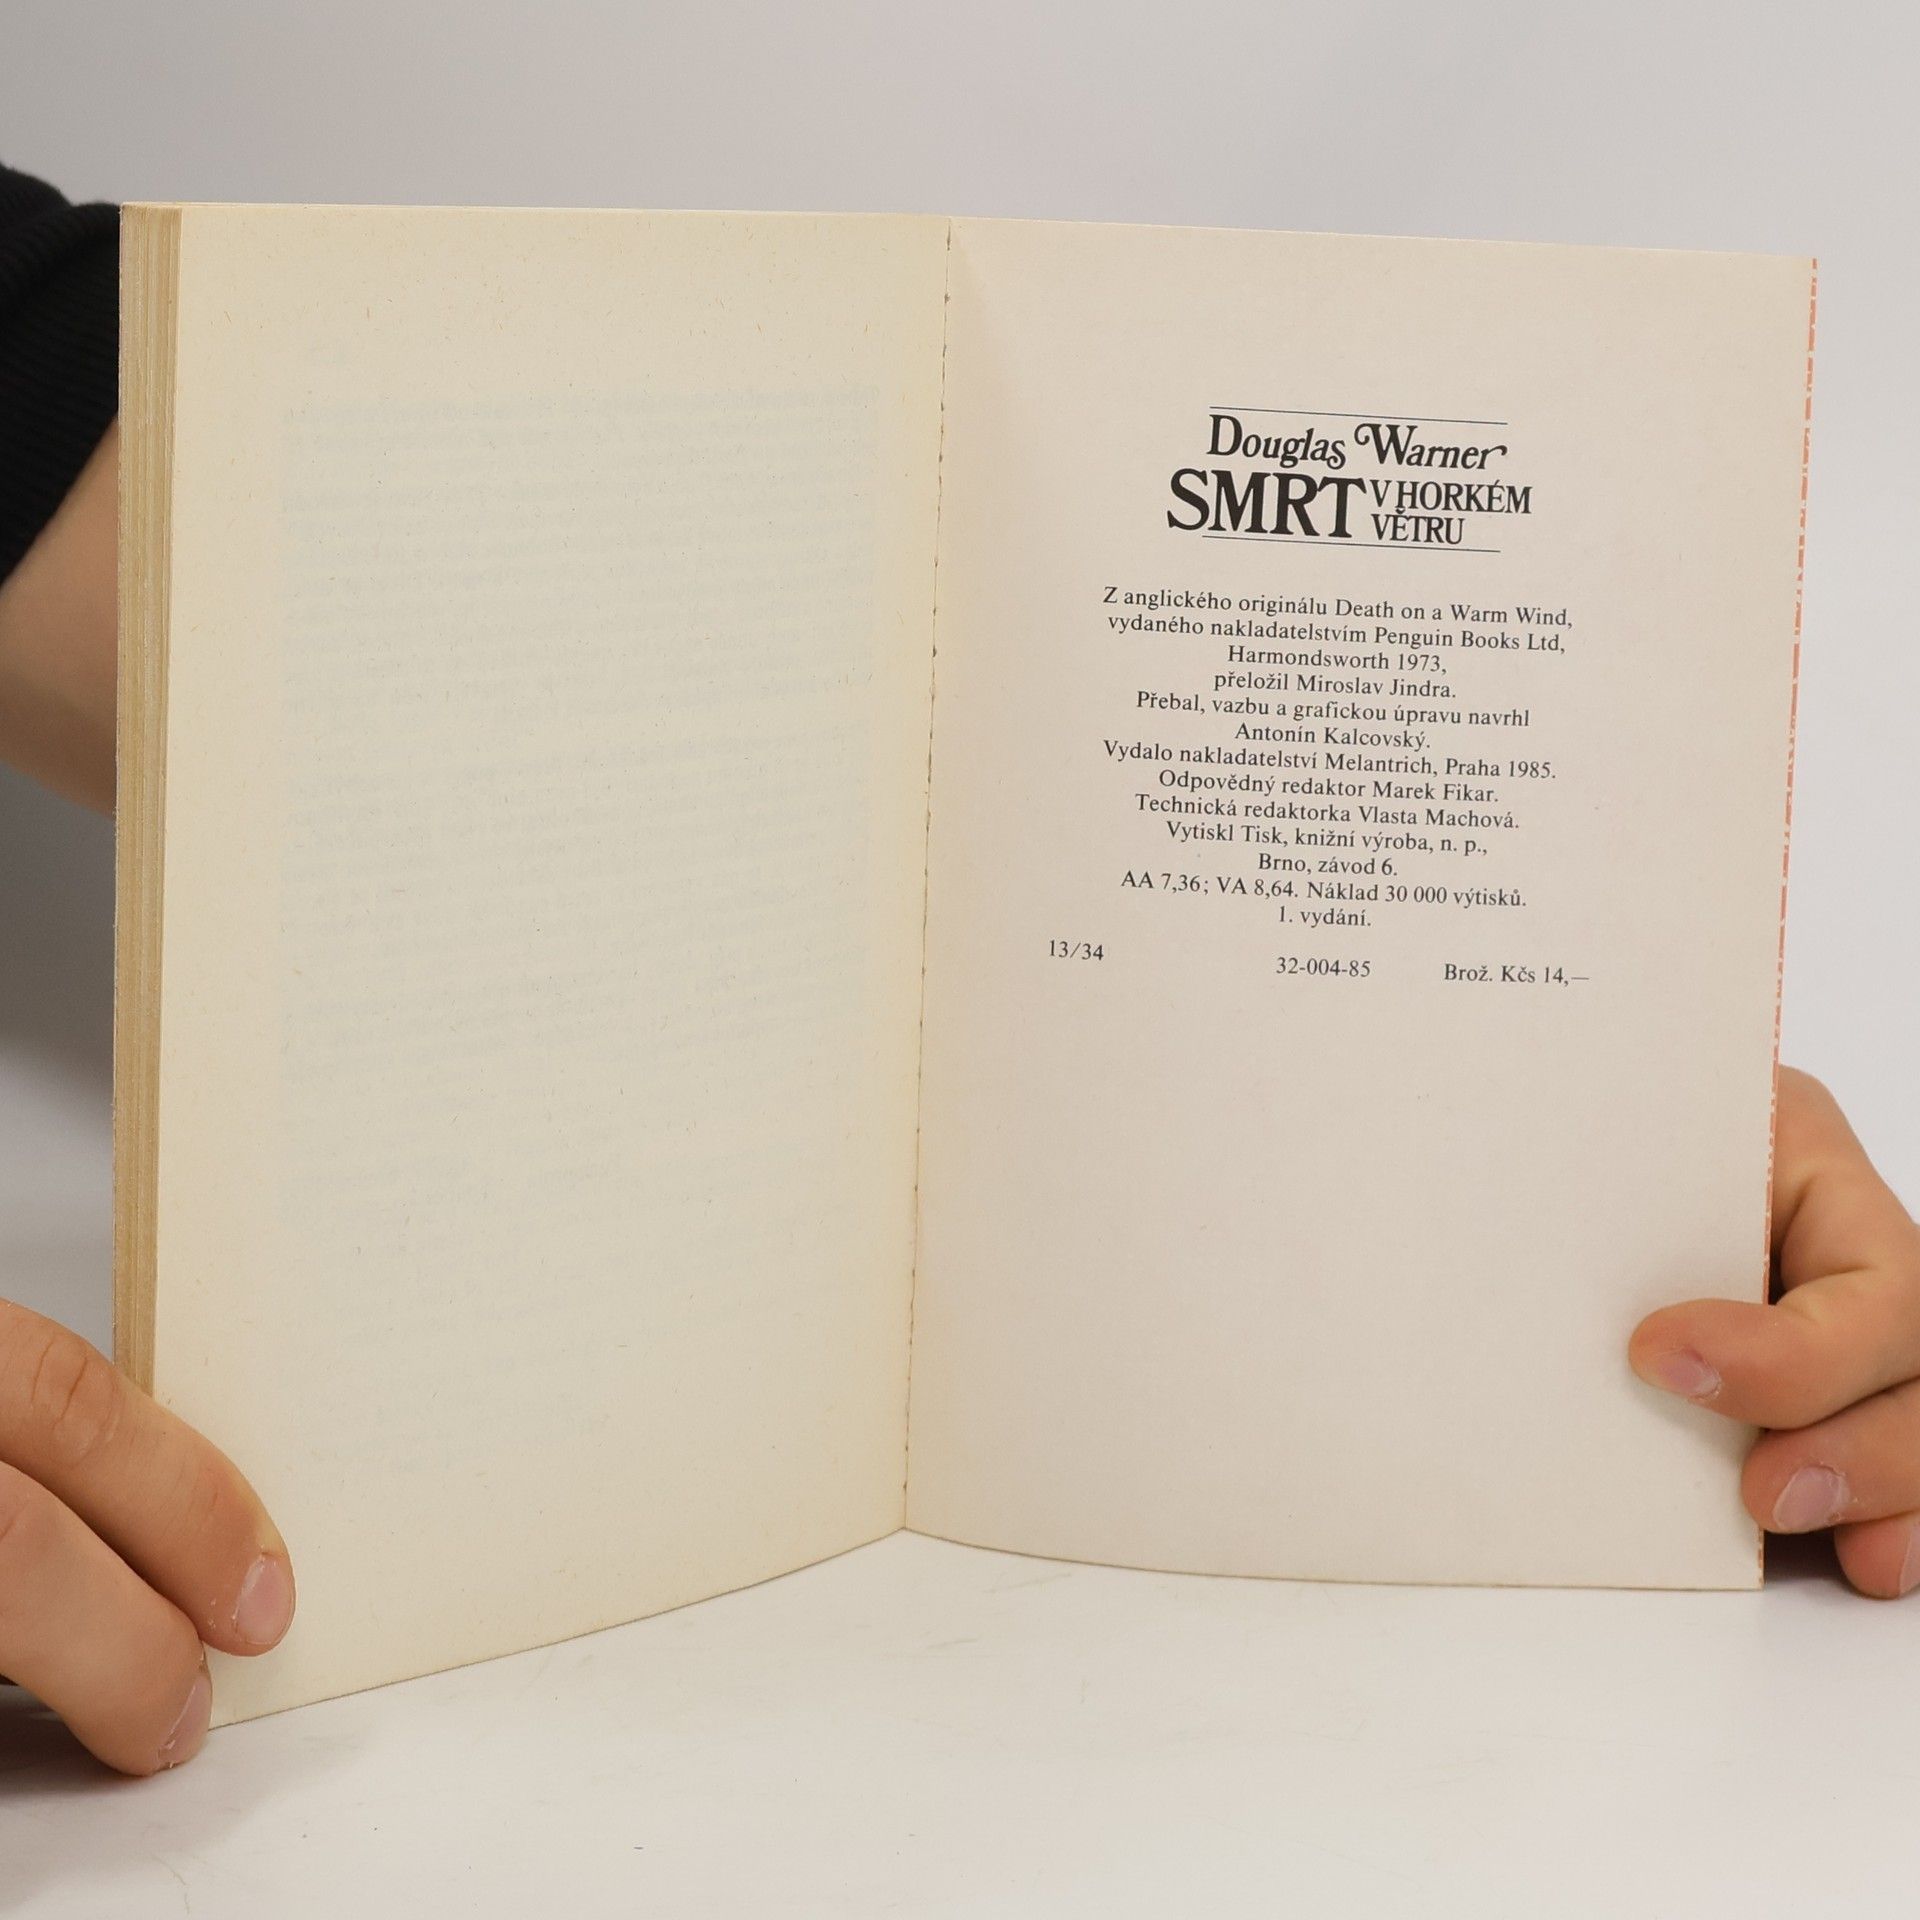 Douglas Warner
SMRT V HORKÉM
VĚTRU
Z anglického originálu Death on a Warm Wind,
vydaného nakladatelstvím Penguin Books Ltd,
Harmondsworth 1973,
přeložil Miroslav Jindra.
Přebal, vazbu a grafickou úpravu navrhl
Antonín Kalcovský.
Vydalo nakladatelství Melantrich, Praha 1985.
Odpovědný redaktor Marek Fikar.
Technická redaktorka Vlasta Machová.
Vytiskl Tisk, knižní výroba, n. p.,
Brno, závod 6.
AA 7,36; VA 8,64. Náklad 30 000 výtisků.
1. vydání.
13/34 32-004-85 Brož. Kčs 14,—